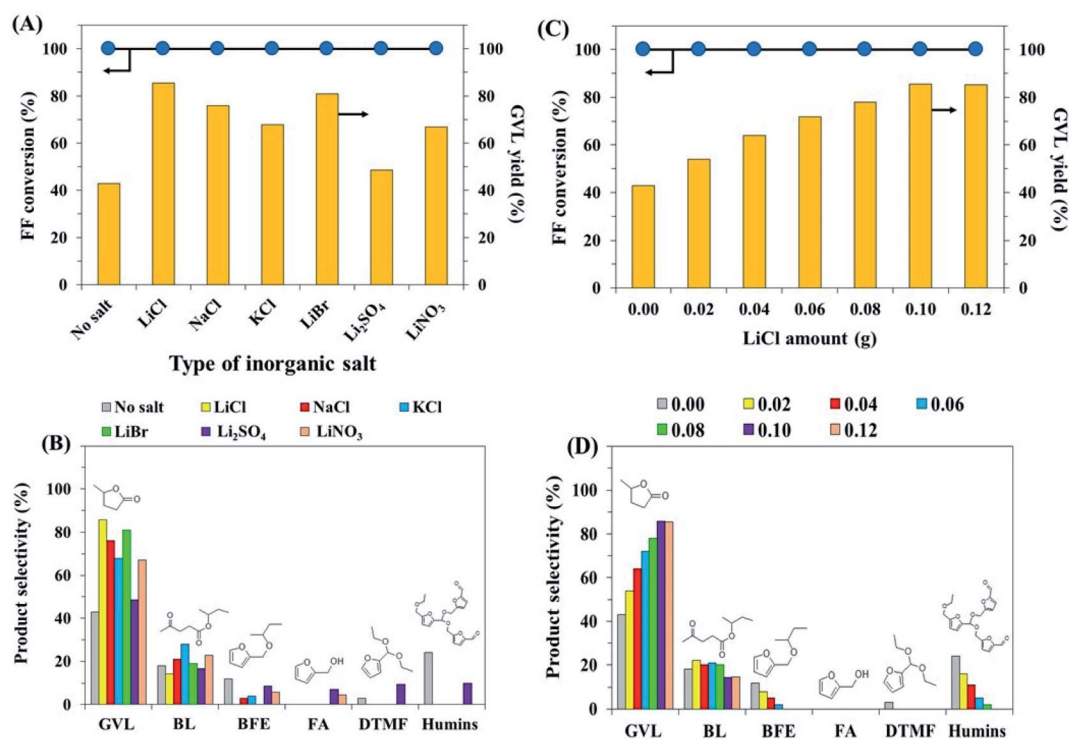 (A)
100
80
60
40
20
0
FF conversion (%)
100
80
60
40
20
0
GVL yield (%)
No salt
LiCl
NaCl
KCl
LiBr
Li₂SO₄
LiNO₃
Type of inorganic salt
(C)
100
80
60
40
20
0
FF conversion (%)
100
80
60
40
20
0
GVL yield (%)
0.00 0.02 0.04 0.06 0.08 0.10 0.12
LiCl amount (g)
No salt LiCl NaCl KCl
LiBr Li₂SO₄ LiNO₃
(B)
100
80
60
40
20
0
Product selectivity (%)
O
O
O
O
O
O
O
OH
O
O
O
O
O
O
O
O
O
O
O
O
GVL BL BFE FA DTMF Humins
0.00 0.02 0.04 0.06
0.08 0.10 0.12
(D)
100
80
60
40
20
0
Product selectivity (%)
O
O
O
O
O
O
O
OH
O
O
O
O
O
O
O
O
O
O
O
O
GVL BL BFE FA DTMF Humins